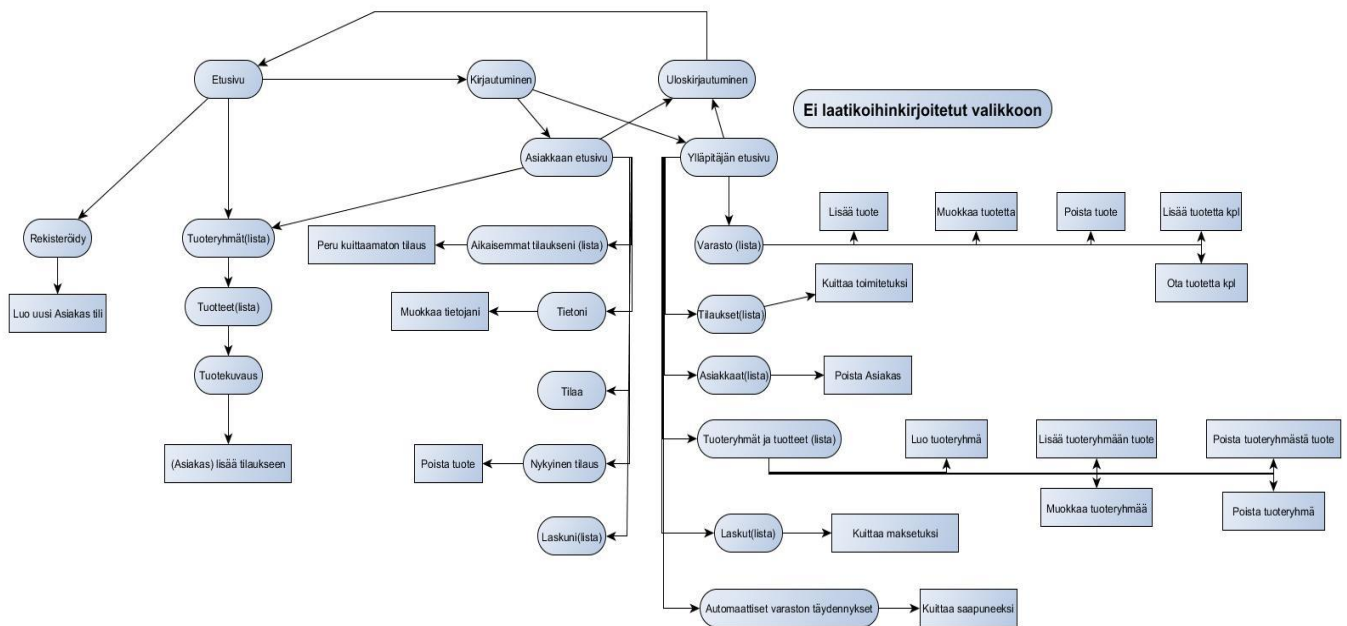 Etusivu
Kirjautuminen
Uloskirjautuminen
Ei laatikoihinkirjoitetut valikkoon
Asiakkaan etusivu
Ylläpitäjän etusivu
Lisää tuote
Muokkaa tuotetta
Poista tuote
Lisää tuotetta kpl
Rekisteröidy
Tuoteryhmät(lista)
Peru kuittaamaton tilaus
Aikaisemmat tilaukseni (lista)
Varasto (lista)
Ota tuotetta kpl
Kuittaa toimitetuksi
Luo uusi Asiakas tili
Tuotteet(lista)
Muokkaa tietojani
Tietoni
Tilaukset(lista)
Tuotekuvaus
Tilaa
Asiakkaat(lista)
Poista Asiakas
Tuoteryhmät ja tuotteet (lista)
Luo tuoteryhmä
Lisää tuoteryhmään tuote
Poista tuoteryhmästä tuote
(Asiakas) lisää tilaukseen
Poista tuote
Nykyinen tilaus
Muokkaa tuoteryhmää
Poista tuoteryhmä
Laskuni(lista)
Laskut(lista)
Kuittaa maksetuksi
Automaattiset varaston täydennykset
Kuittaa saapuneeksi